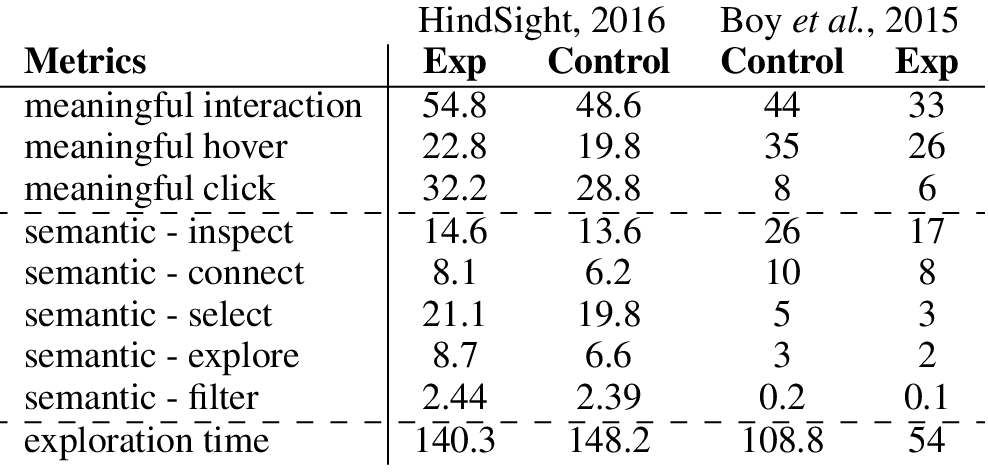 HindSight, 2016 Boy et al., 2015
Metrics Exp Control Control Exp
meaningful interaction 54.8 48.6 44 33
meaningful hover 22.8 19.8 35 26
meaningful click 32.2 28.8 8 6
semantic - inspect 14.6 13.6 26 17
semantic - connect 8.1 6.2 10 8
semantic - select 21.1 19.8 5 3
semantic - explore 8.7 6.6 3 2
semantic - filter 2.44 2.39 0.2 0.1
exploration time 140.3 148.2 108.8 54